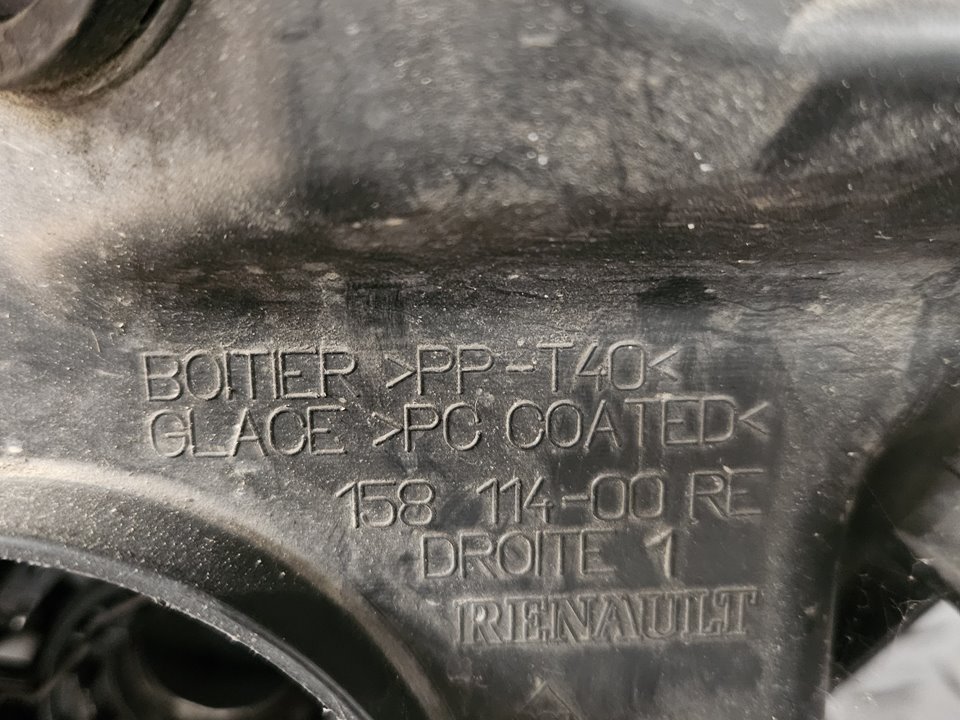 BOITIER >PP-T40<
GLACE >PC COATED<
158 114-00 RE
DROITE 1
RENAULT